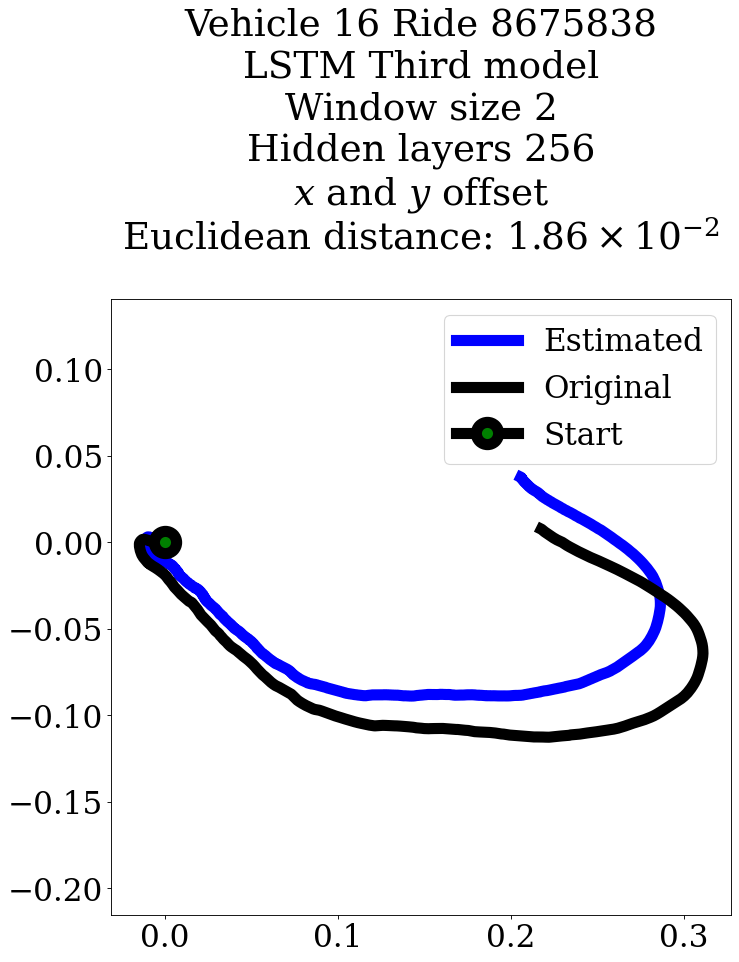 Vehicle 16 Ride 8675838
LSTM Third model
Window size 2
Hidden layers 256
x and y offset
Euclidean distance: 1.86 × 10⁻²
Estimated
Original
Start
0.10
0.05
0.00
−0.05
−0.10
−0.15
−0.20
0.0 0.1 0.2 0.3